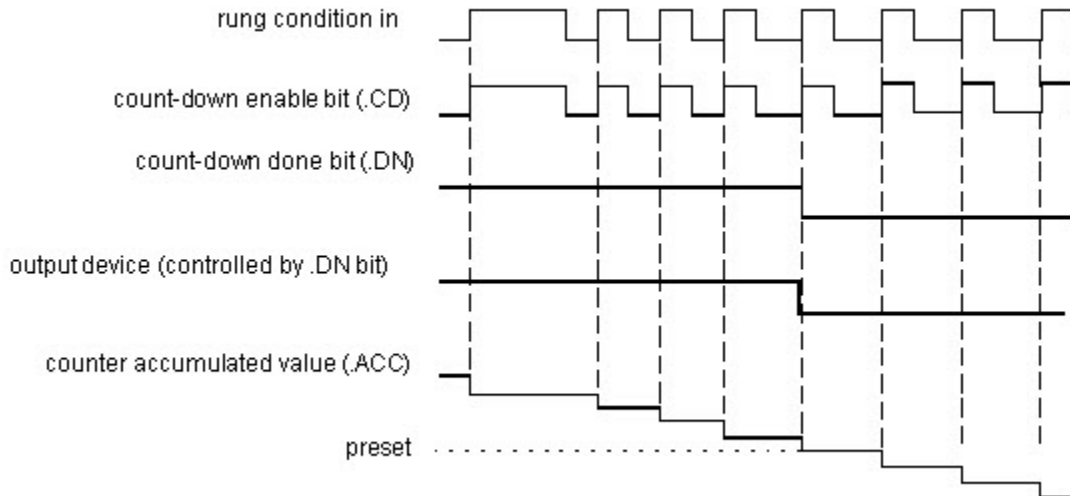 rung condition in
count-down enable bit (.CD)
count-down done bit (.DN)
output device (controlled by .DN bit)
counter accumulated value (.ACC)
preset